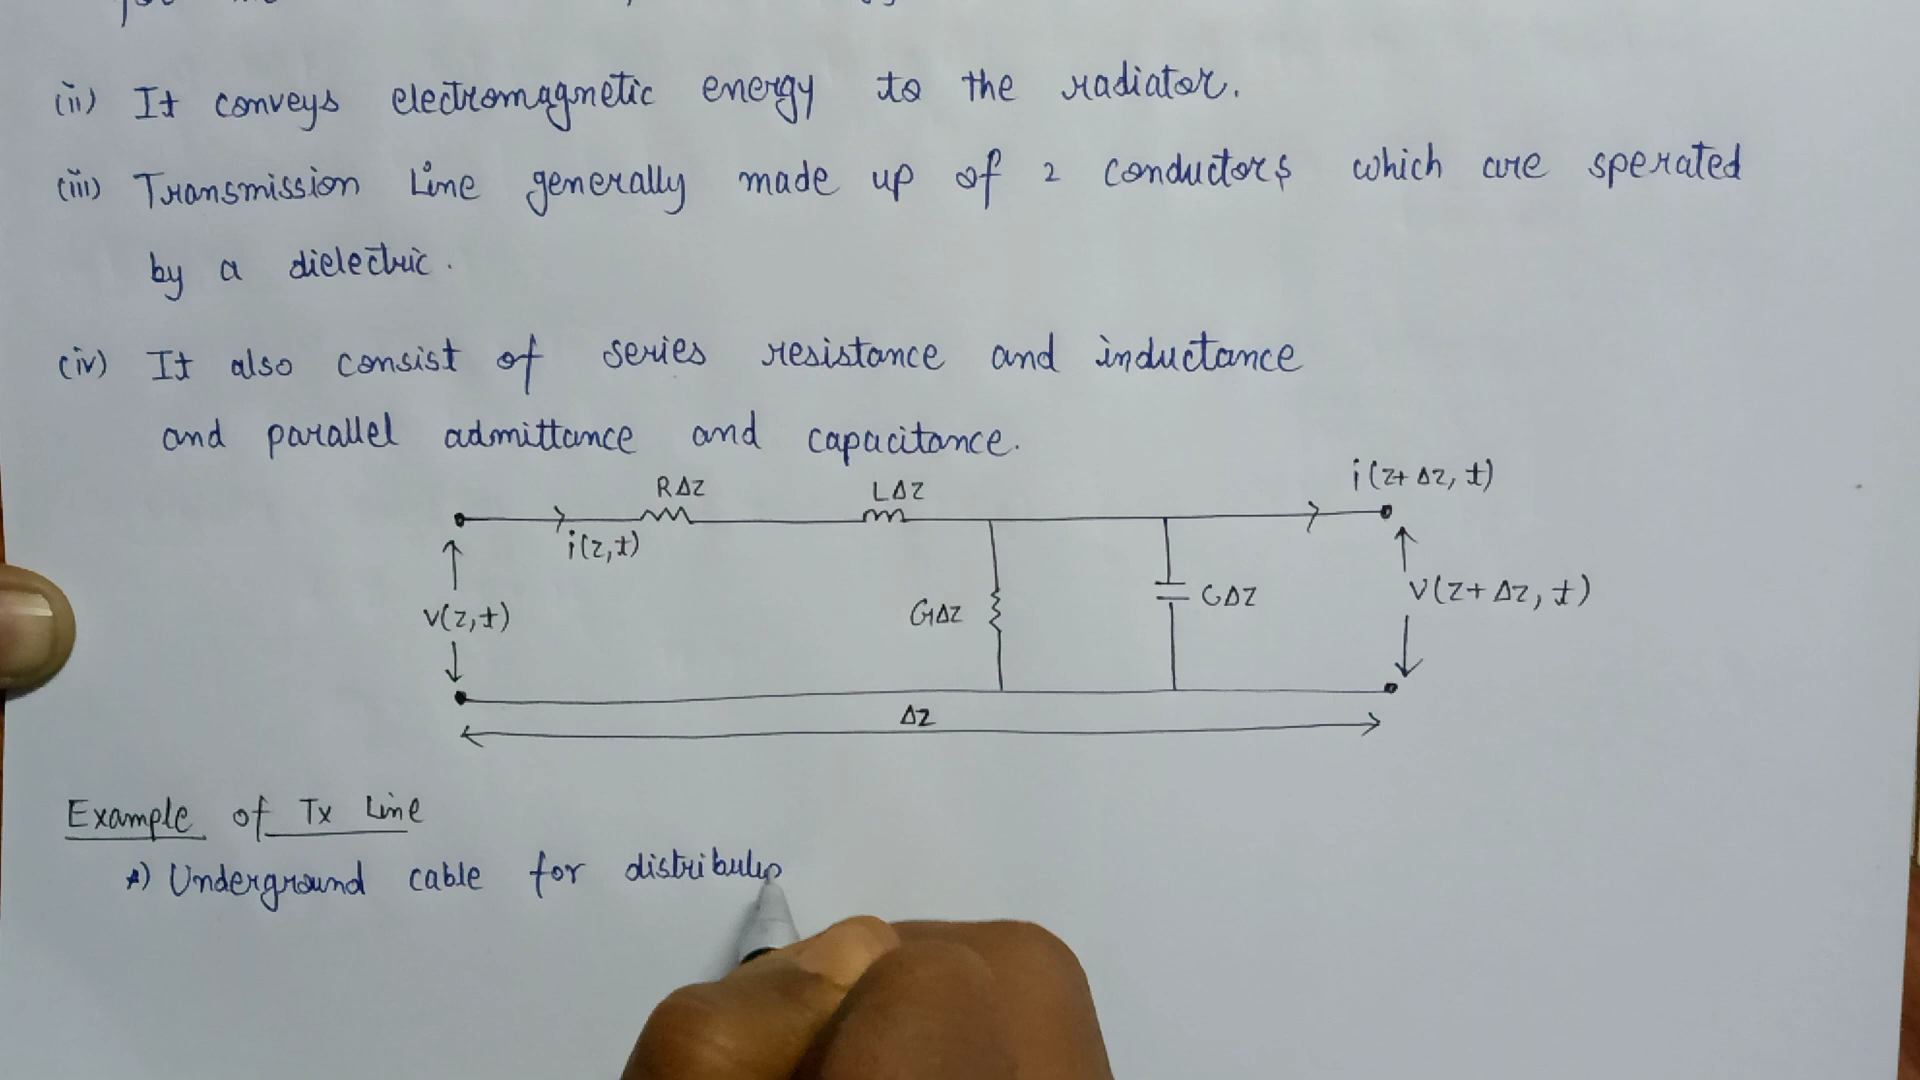 (ii) It conveys electromagnetic energy to the radiator.
(iii) Transmission Line generally made up of 2 conductors which are sperated
by a dielectric.
(iv) It also consist of series resistance and inductance
and parallel admittance and capacitance.
i(z+Δz, t)
RΔz
LΔz
i(z,t)
v(z,t)
GΔz
CΔz
v(z+Δz, t)
Δz
Example of Tx Line
A) Underground cable for